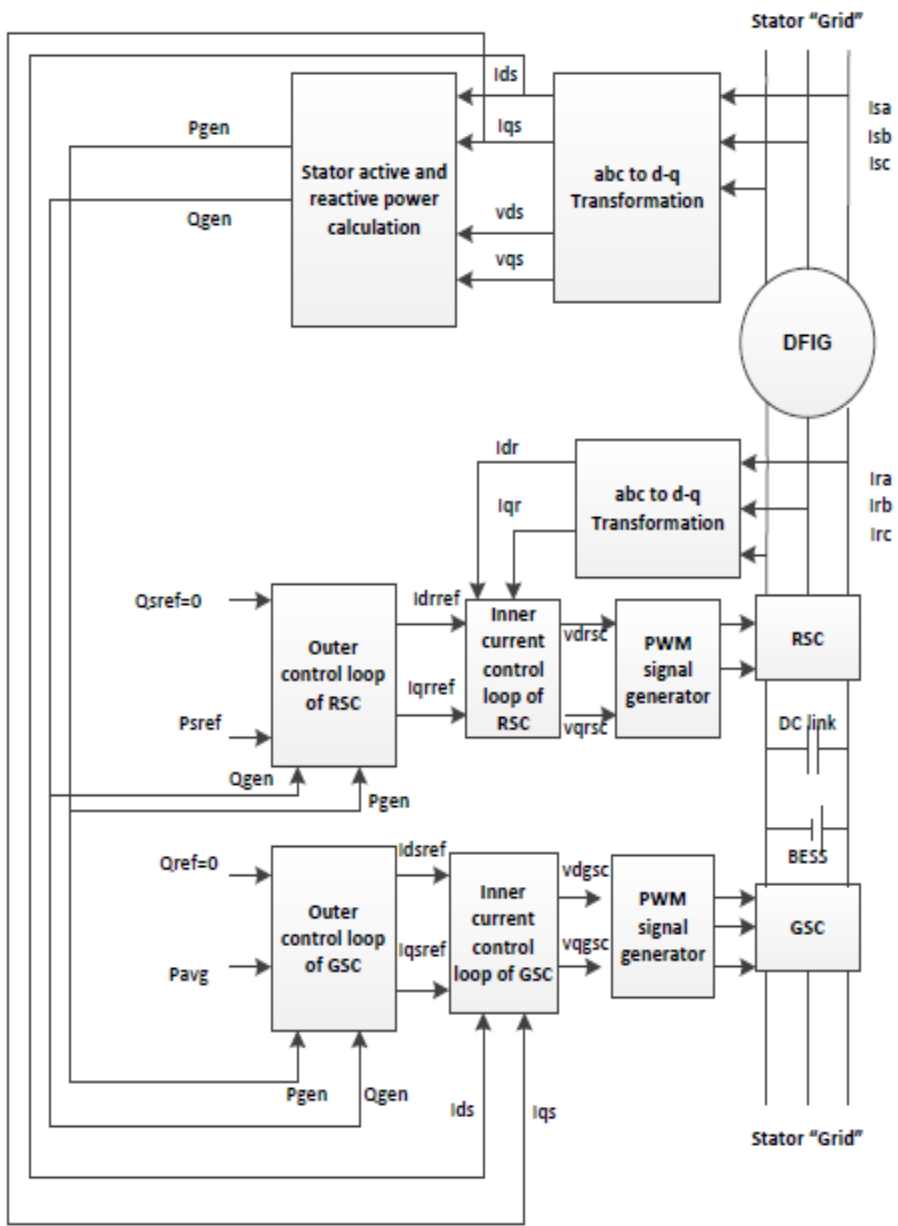 Stator “Grid”
Ids
Isa
Pgen
Iqs
Isb
Isc
Stator active and
reactive power
calculation
abc to d-q
Transformation
Qgen
vds
vqs
DFIG
Idr
Ira
abc to d-q
Transformation
Iqr
Irb
Irc
Qsref=0
Idrref
Inner
current
control
loop of
RSC
vdrsc
PWM
signal
generator
RSC
Outer
control loop
of RSC
Iqrref
Psref
vqrsc
DC link
Qgen
Pgen
BESS
Qref=0
Idsref
vdgsc
Inner
current
control
loop of GSC
PWM
signal
generator
GSC
Outer
control loop
of GSC
Iqsref
vqgsc
Pavg
Pgen
Qgen
Ids
Iqs
Stator “Grid”